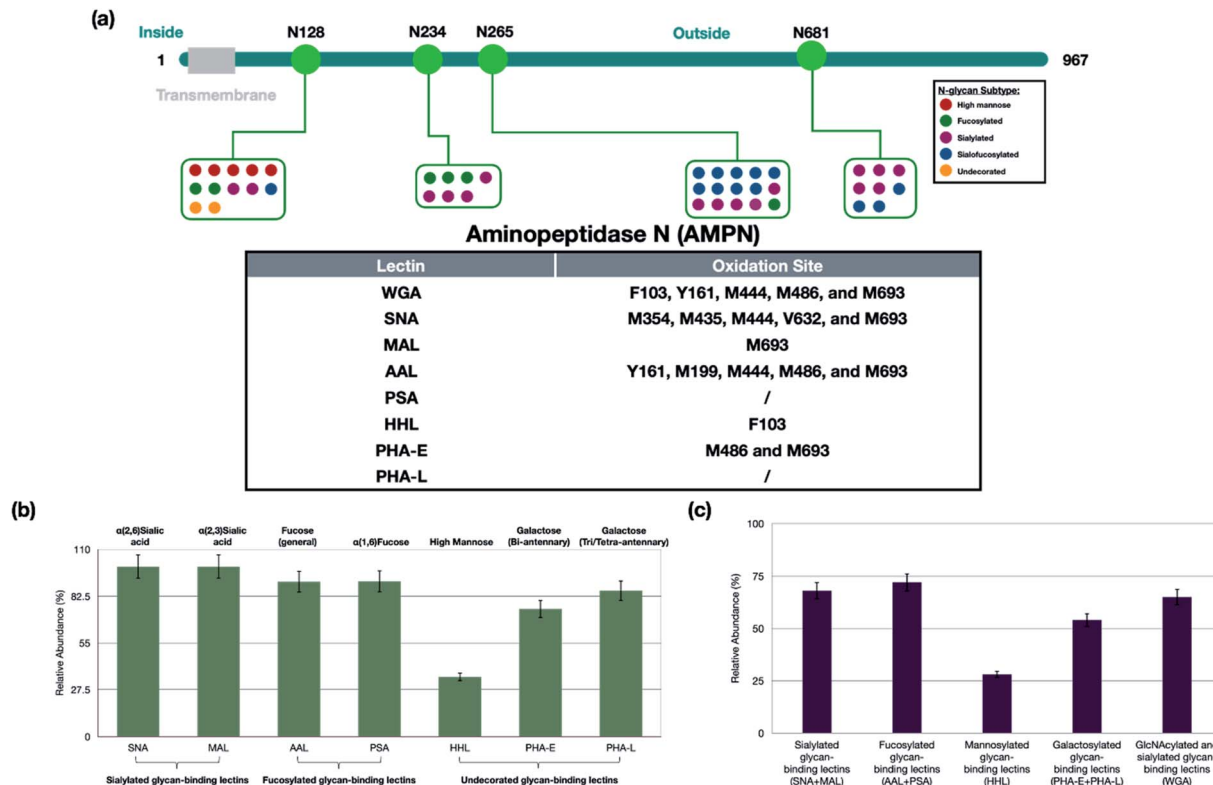 (a)
Inside
N128
N234
N265
Outside
N681
1
967
Transmembrane
N-glycan Subtype:
High mannose
Fucosylated
Sialylated
Sialofucosylated
Undecorated
Aminopeptidase N (AMPN)
Lectin Oxidation Site
WGA F103, Y161, M444, M486, and M693
SNA M354, M435, M444, V632, and M693
MAL M693
AAL Y161, M199, M444, M486, and M693
PSA /
HHL F103
PHA-E M486 and M693
PHA-L /
(b)
α(2,6)Sialic acid
α(2,3)Sialic acid
Fucose (general)
α(1,6)Fucose
High Mannose
Galactose (Bi-antennary)
Galactose (Tri/Tetra-antennary)
Relative Abundance (%)
110
82.5
55
27.5
0
SNA MAL AAL PSA HHL PHA-E PHA-L
Sialylated glycan-binding lectins
Fucosylated glycan-binding lectins
Undecorated glycan-binding lectins
(c)
Relative Abundance (%)
100
75
50
25
0
Sialylated glycan-binding lectins (SNA+MAL)
Fucosylated glycan-binding lectins (AAL+PSA)
Mannosylated glycan-binding lectins (HHL)
Galactosylated glycan-binding lectins (PHA-E+PHA-L)
GlcNAcylated and sialylated glycan-binding lectins (WGA)